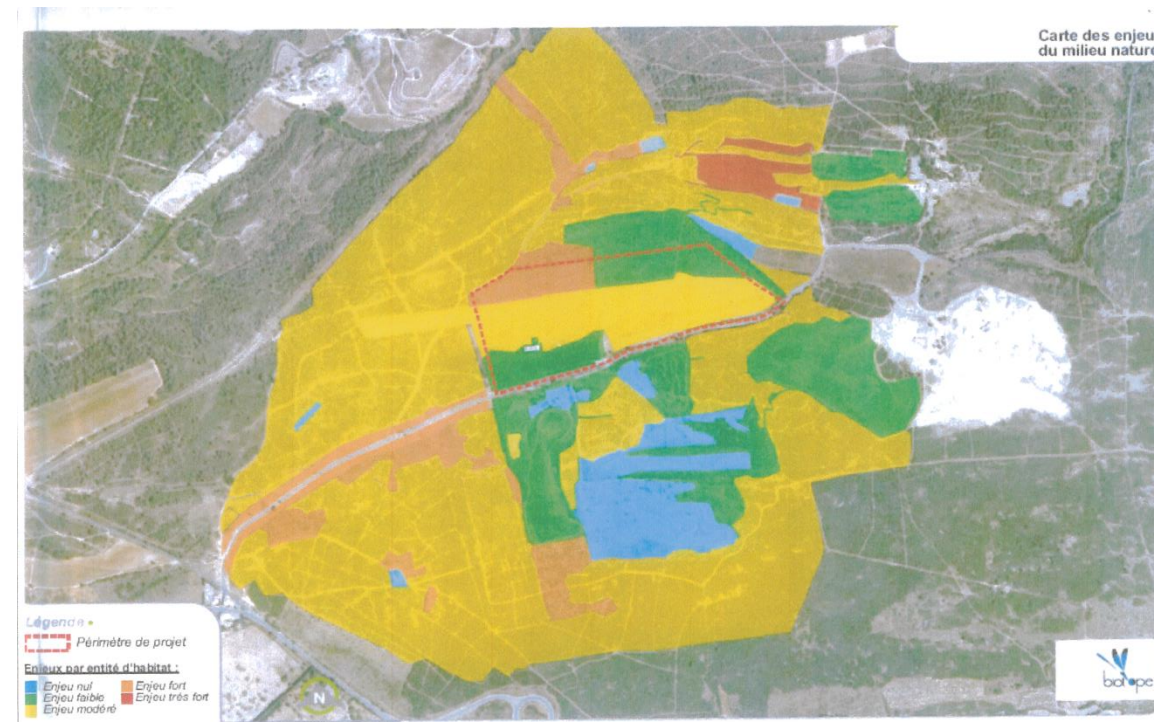 Carte des enjeu
du milieu nature
Légende
Périmètre de projet
Enjeux par entité d'habitat :
Enjeu nul
Enjeu fort
Enjeu faible
Enjeu très fort
Enjeu modéré
N
biotope